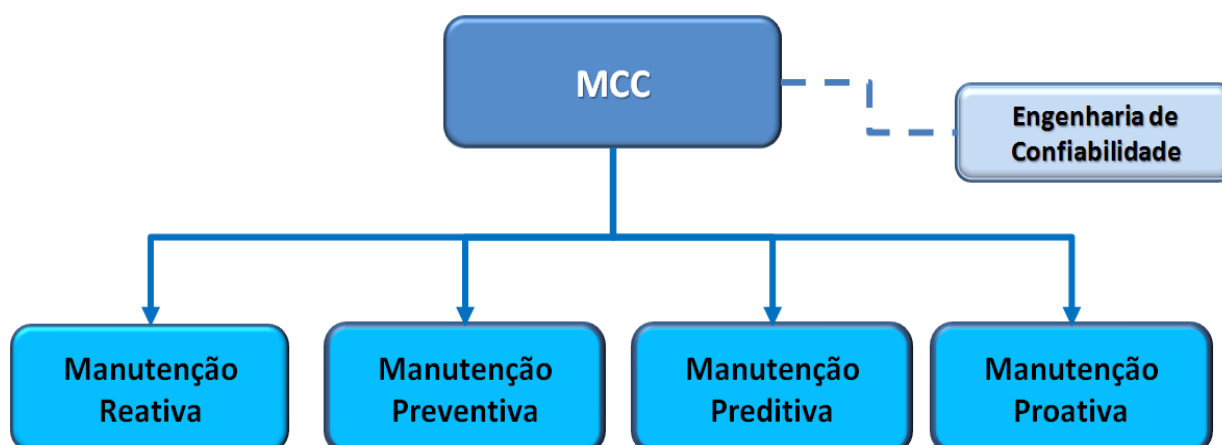 MCC
Engenharia de
Confiabilidade
Manutenção
Reativa
Manutenção
Preventiva
Manutenção
Preditiva
Manutenção
Proativa